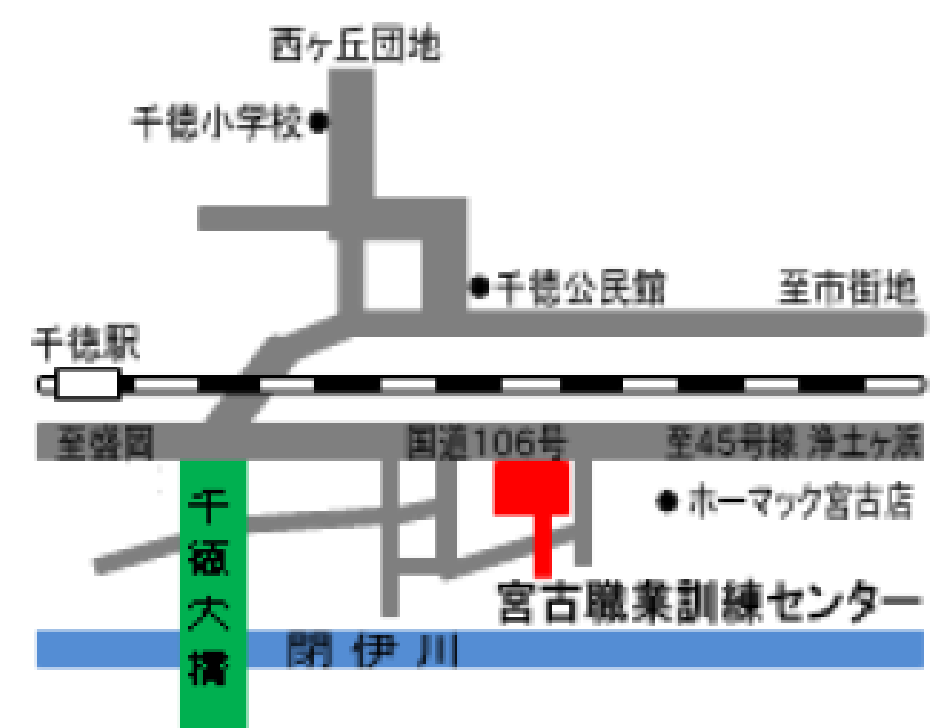 西ヶ丘団地
千徳小学校
千徳公民館
至市街地
千徳駅
至盛岡
国道106号
至45号線 浄土ヶ浜
千徳大橋
ホーマック宮古店
宮古職業訓練センター
閉伊川